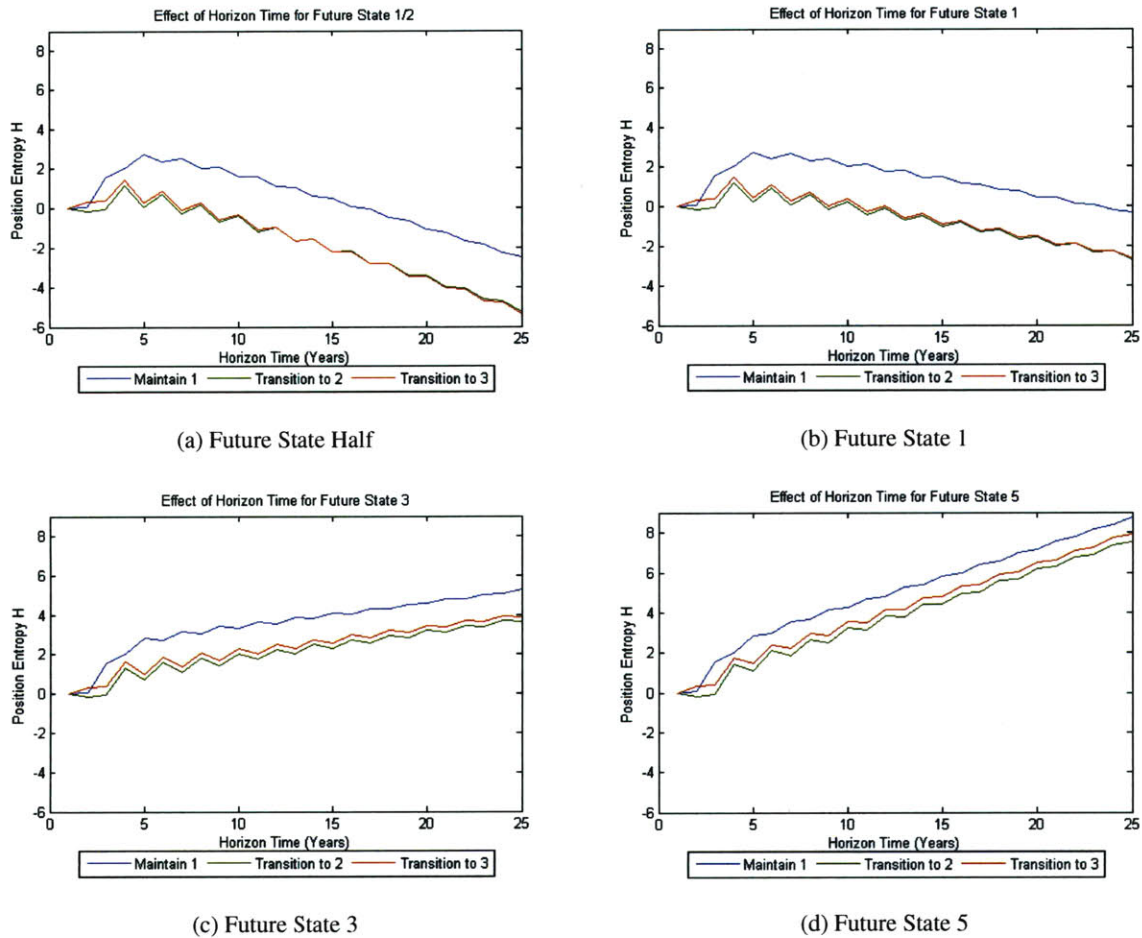 Effect of Horizon Time for Future State 1/2
Position Entropy H
8
6
4
2
0
-2
-4
-6
0 5 10 15 20 25
Horizon Time (Years)
Maintain 1 Transition to 2 Transition to 3
(a) Future State Half
Effect of Horizon Time for Future State 1
Position Entropy H
8
6
4
2
0
-2
-4
-6
0 5 10 15 20 25
Horizon Time (Years)
Maintain 1 Transition to 2 Transition to 3
(b) Future State 1
Effect of Horizon Time for Future State 3
Position Entropy H
8
6
4
2
0
-2
-4
-6
0 5 10 15 20 25
Horizon Time (Years)
Maintain 1 Transition to 2 Transition to 3
(c) Future State 3
Effect of Horizon Time for Future State 5
Position Entropy H
8
6
4
2
0
-2
-4
-6
0 5 10 15 20 25
Horizon Time (Years)
Maintain 1 Transition to 2 Transition to 3
(d) Future State 5